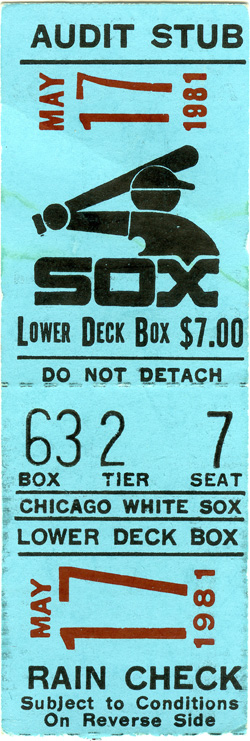 AUDIT STUB
MAY 17 1981
SOX
LOWER DECK BOX $7.00
DO NOT DETACH
63 2 7
BOX TIER SEAT
CHICAGO WHITE SOX
LOWER DECK BOX
MAY 17 1981
RAIN CHECK
Subject to Conditions
On Reverse Side